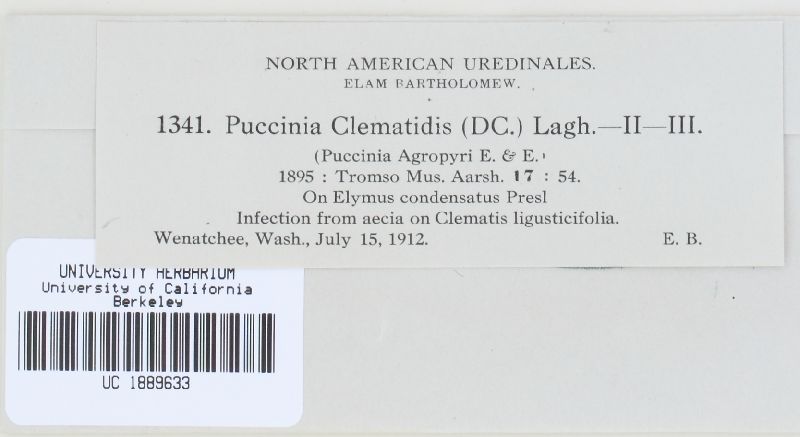 NORTH AMERICAN UREDINALES.
ELAM BARTHOLOMEW.
1341. Puccinia Clematidis (DC.) Lagh.—II—III.
(Puccinia Agropyri E. & E.)
1895 : Tromso Mus. Aarsh. 17 : 54.
On Elymus condensatus Presl
Infection from aecia on Clematis ligusticifolia.
Wenatchee, Wash., July 15, 1912. E. B.
UNIVERSITY HERBARIUM
University of California
Berkeley
UC 1889633